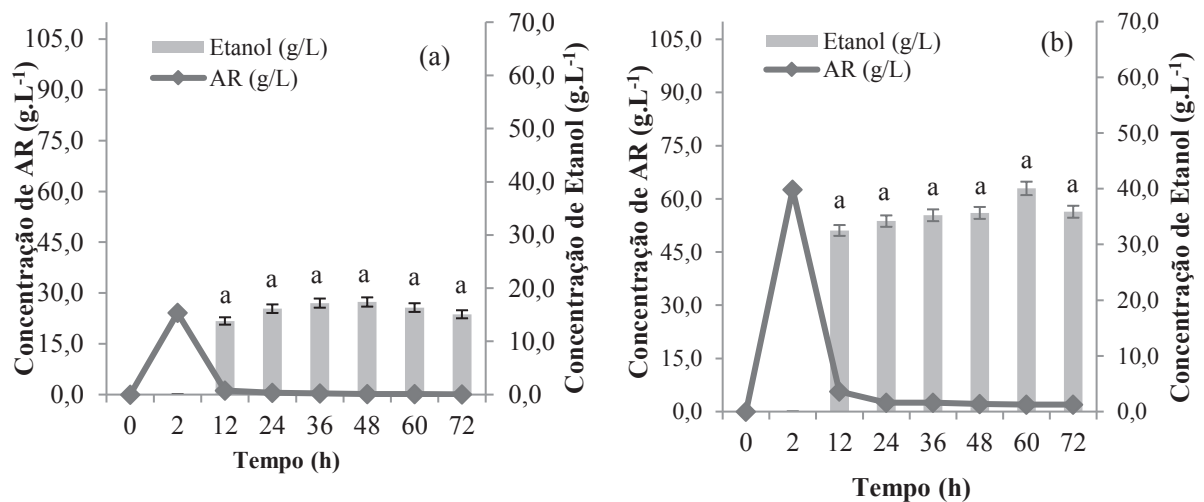 Concentração de AR (g.L-1)
105,0
90,0
75,0
60,0
45,0
30,0
15,0
0,0
Etanol (g/L)
AR (g/L)
(a)
a a a a a a
70,0
60,0
50,0
40,0
30,0
20,0
10,0
0,0
Concentração de Etanol (g.L-1)
0 2 12 24 36 48 60 72
Tempo (h)
Concentração de AR (g.L-1)
105,0
90,0
75,0
60,0
45,0
30,0
15,0
0,0
Etanol (g/L)
AR (g/L)
(b)
a a a a a a
70,0
60,0
50,0
40,0
30,0
20,0
10,0
0,0
Concentração de Etanol (g.L-1)
0 2 12 24 36 48 60 72
Tempo (h)